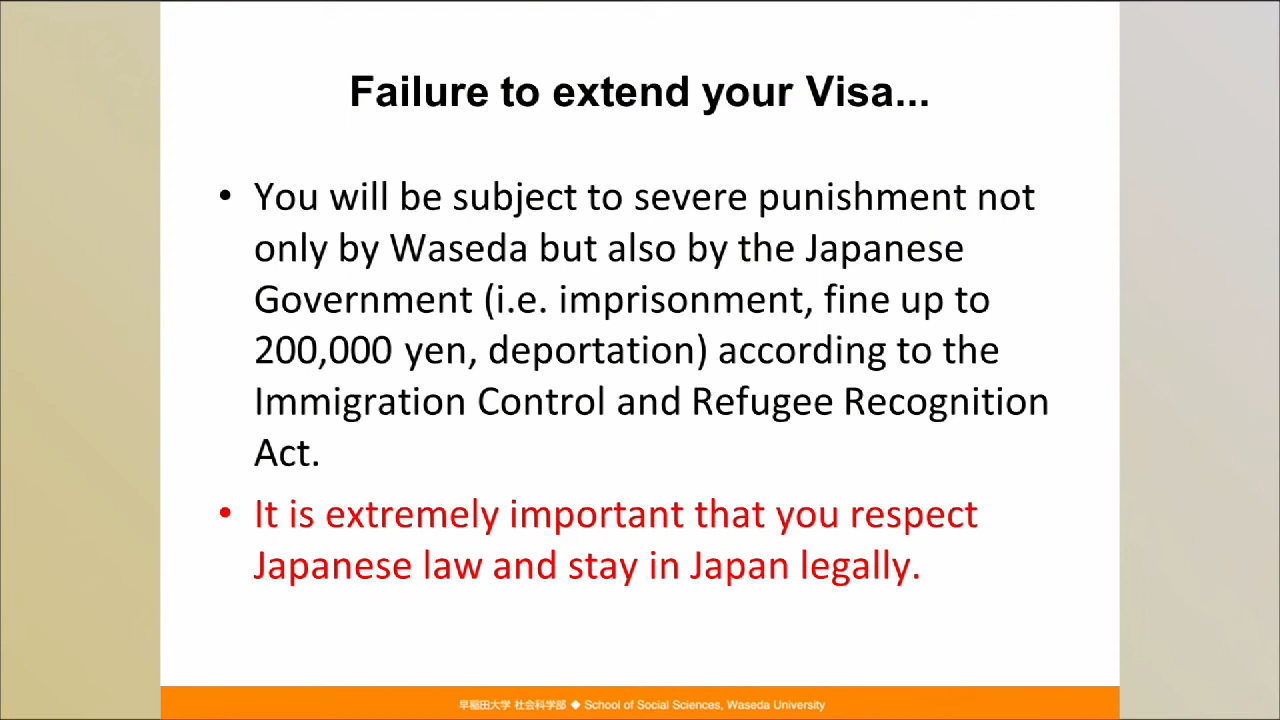 Failure to extend your Visa...
• You will be subject to severe punishment not
only by Waseda but also by the Japanese
Government (i.e. imprisonment, fine up to
200,000 yen, deportation) according to the
Immigration Control and Refugee Recognition
Act.
• It is extremely important that you respect
Japanese law and stay in Japan legally.
早稲田大学 社会科学部 ◆ School of Social Sciences, Waseda University